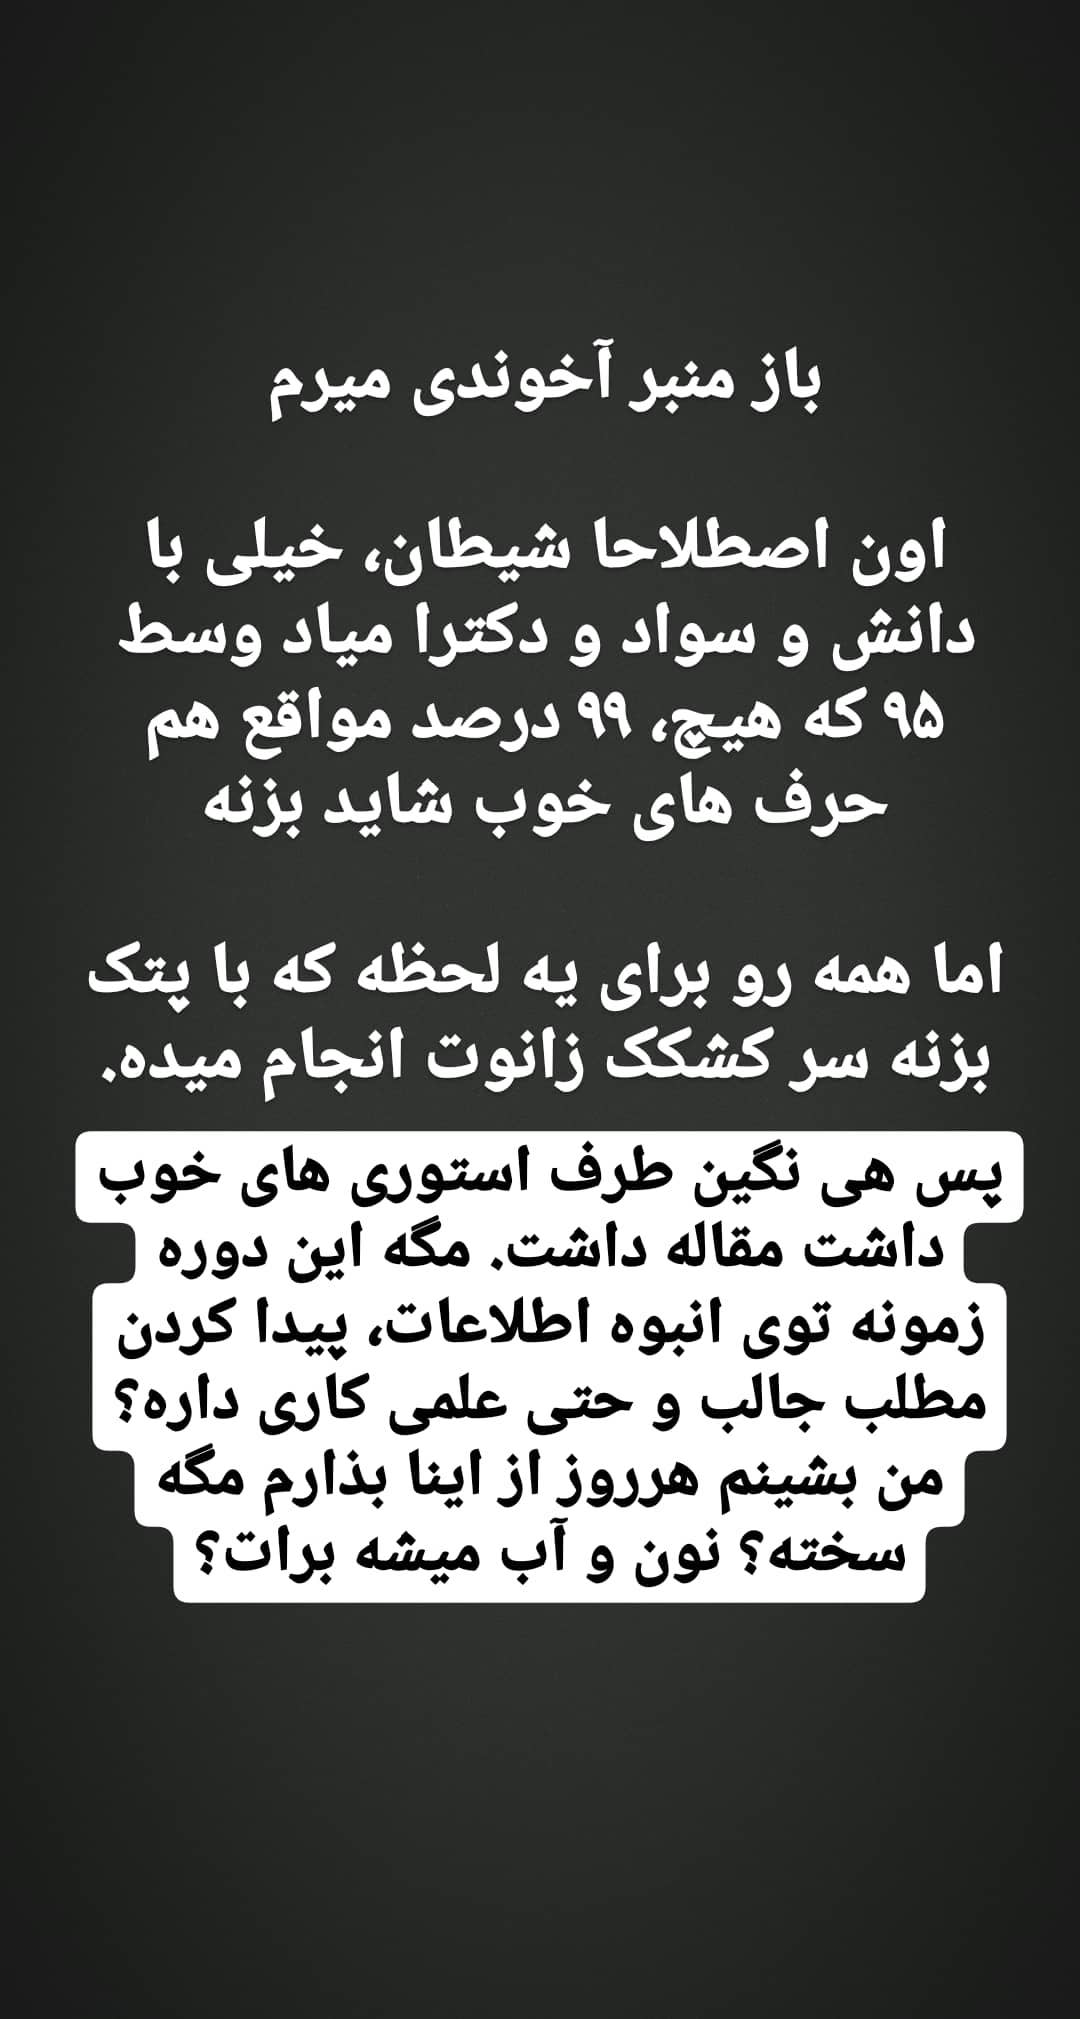 باز منبر آخوندی میرم
اون اصطلاحا شیطان، خیلی با
دانش و سواد و دکترا میاد وسط
۹۵ که هیچ، ۹۹ درصد مواقع هم
حرف های خوب شاید بزنه
اما همه رو برای یه لحظه که با پتک
بزنه سر کشکک زانوت انجام میده.
پس هی نگین طرف استوری های خوب
داشت مقاله داشت. مگه این دوره
زمونه توی انبوه اطلاعات، پیدا کردن
مطلب جالب و حتی علمی کاری داره؟
من بشینم هرروز از اینا بذارم مگه
سخته؟ نون و آب میشه برات؟